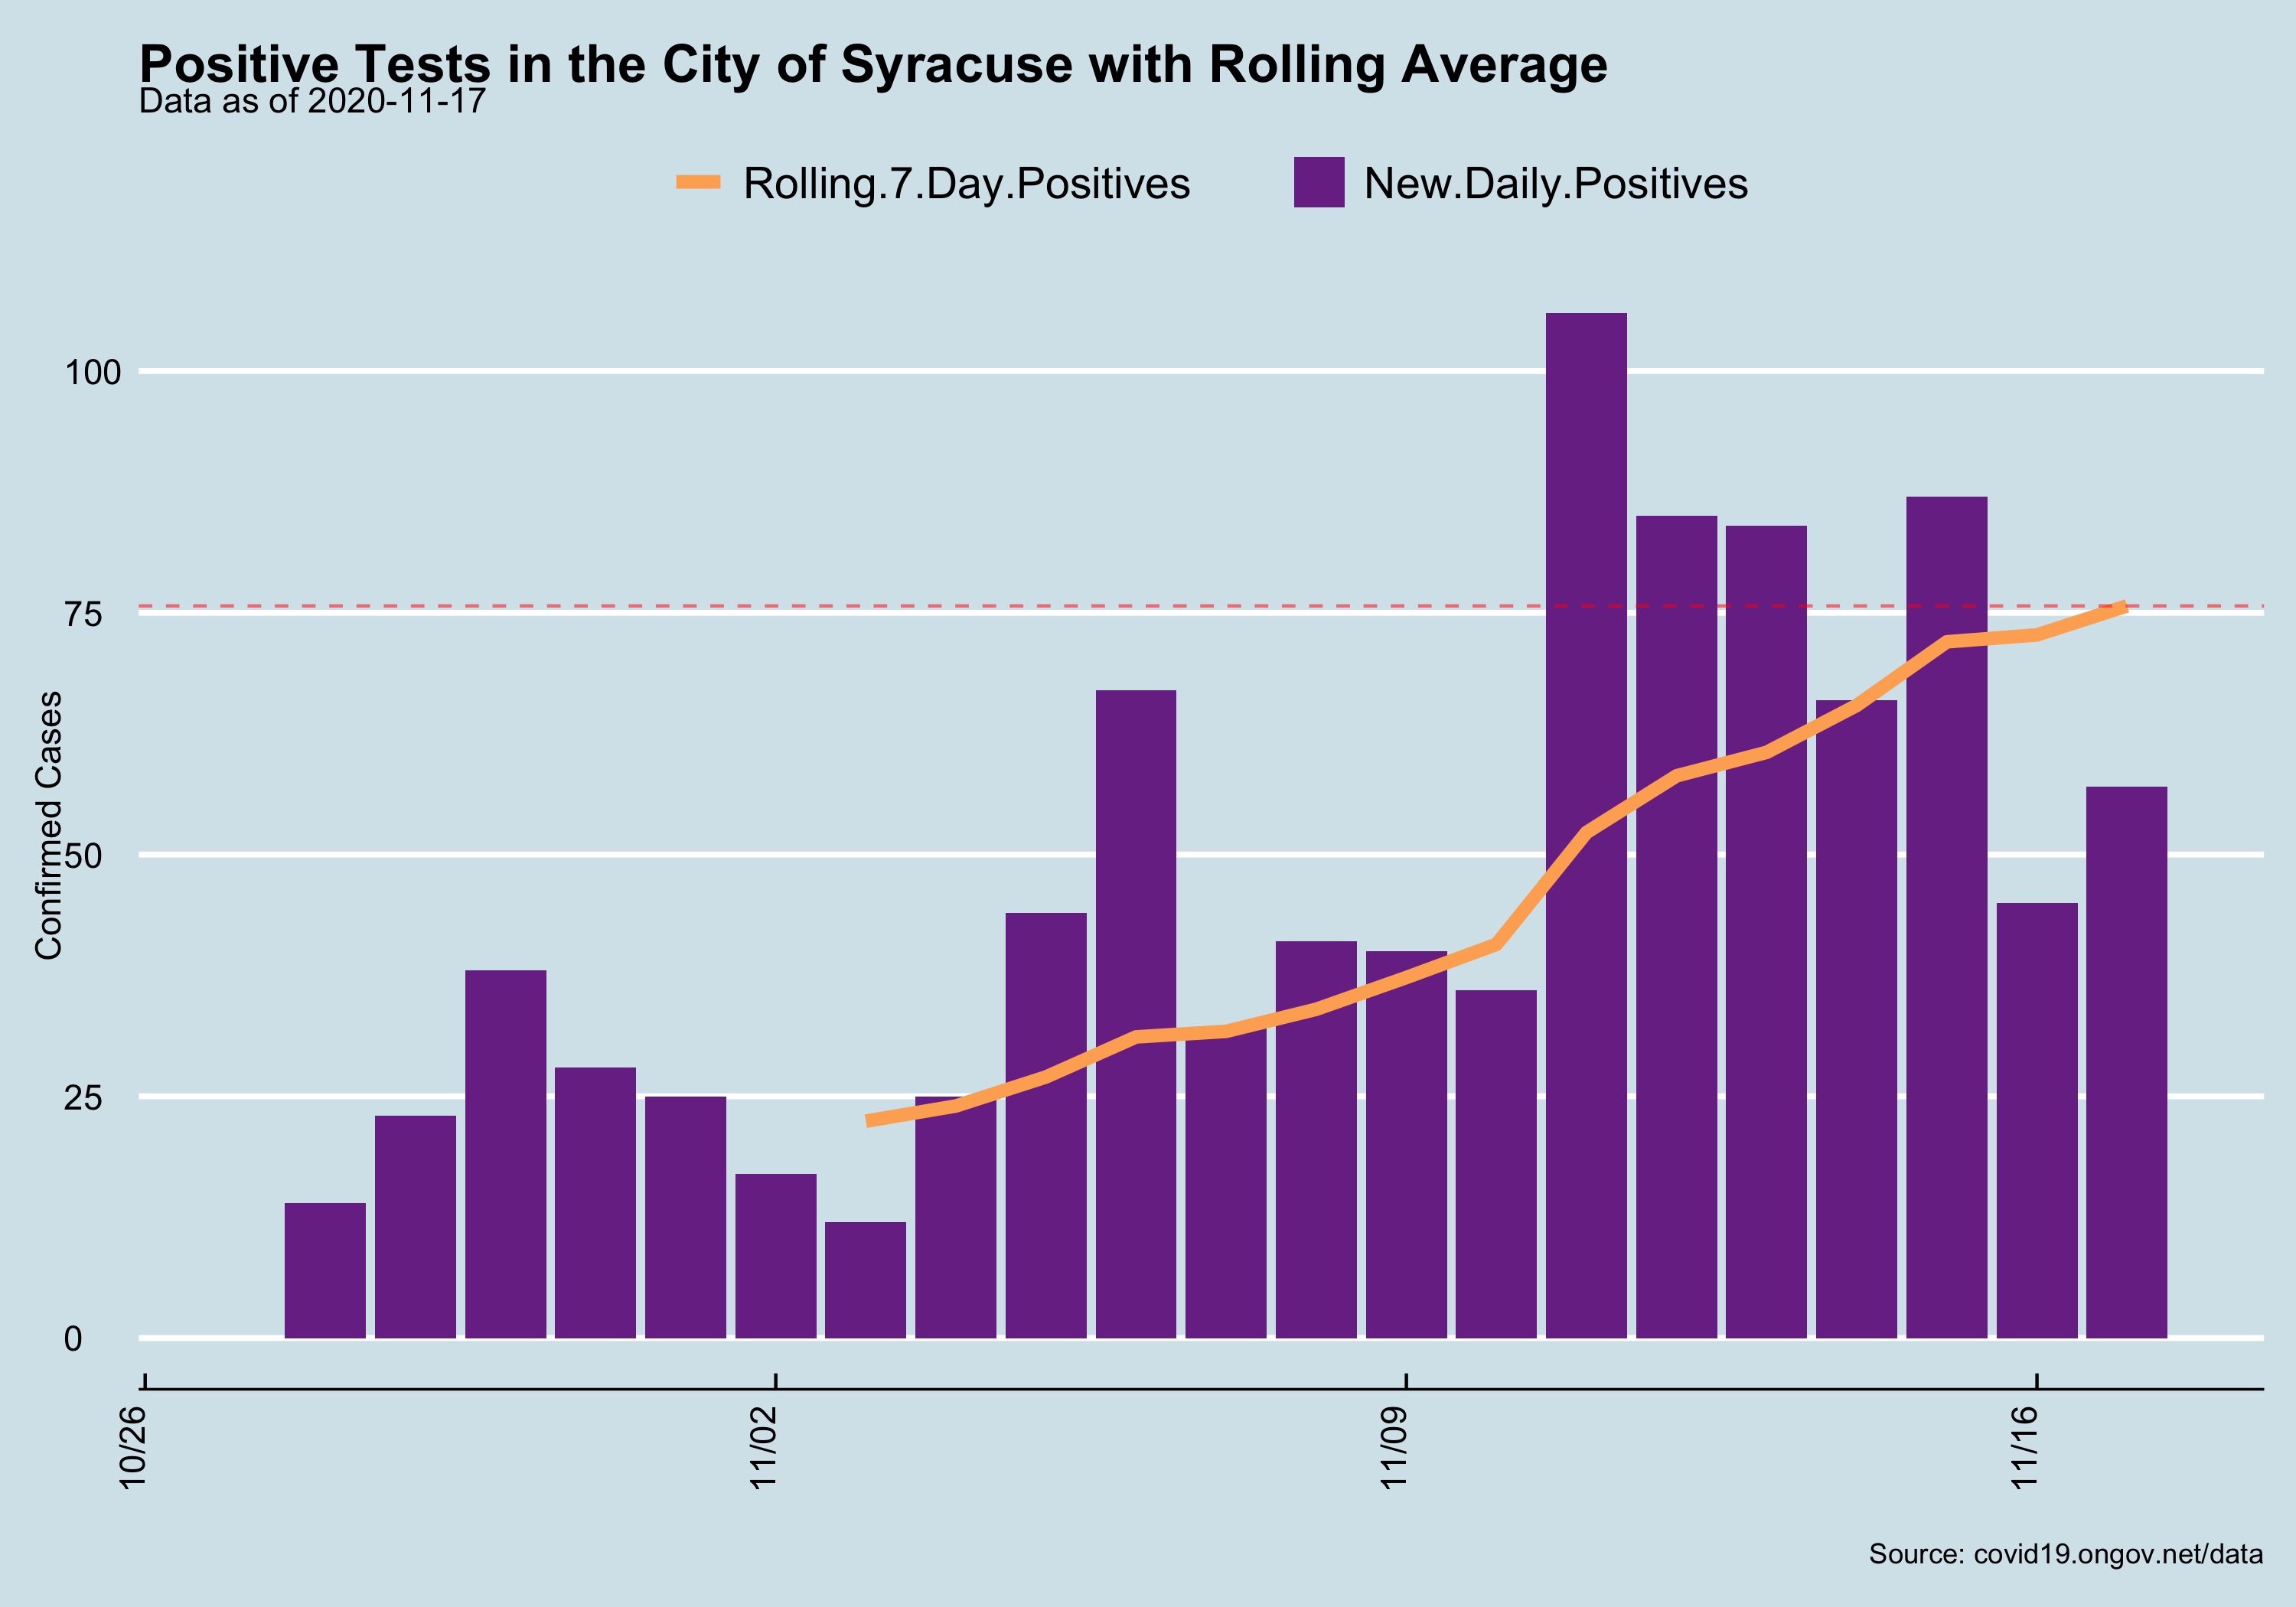 Positive Tests in the City of Syracuse with Rolling Average
Data as of 2020-11-17
Rolling.7.Day.Positives New.Daily.Positives
100
75
50
25
0
Confirmed Cases
10/26 11/02 11/09 11/16
Source: covid19.ongov.net/data